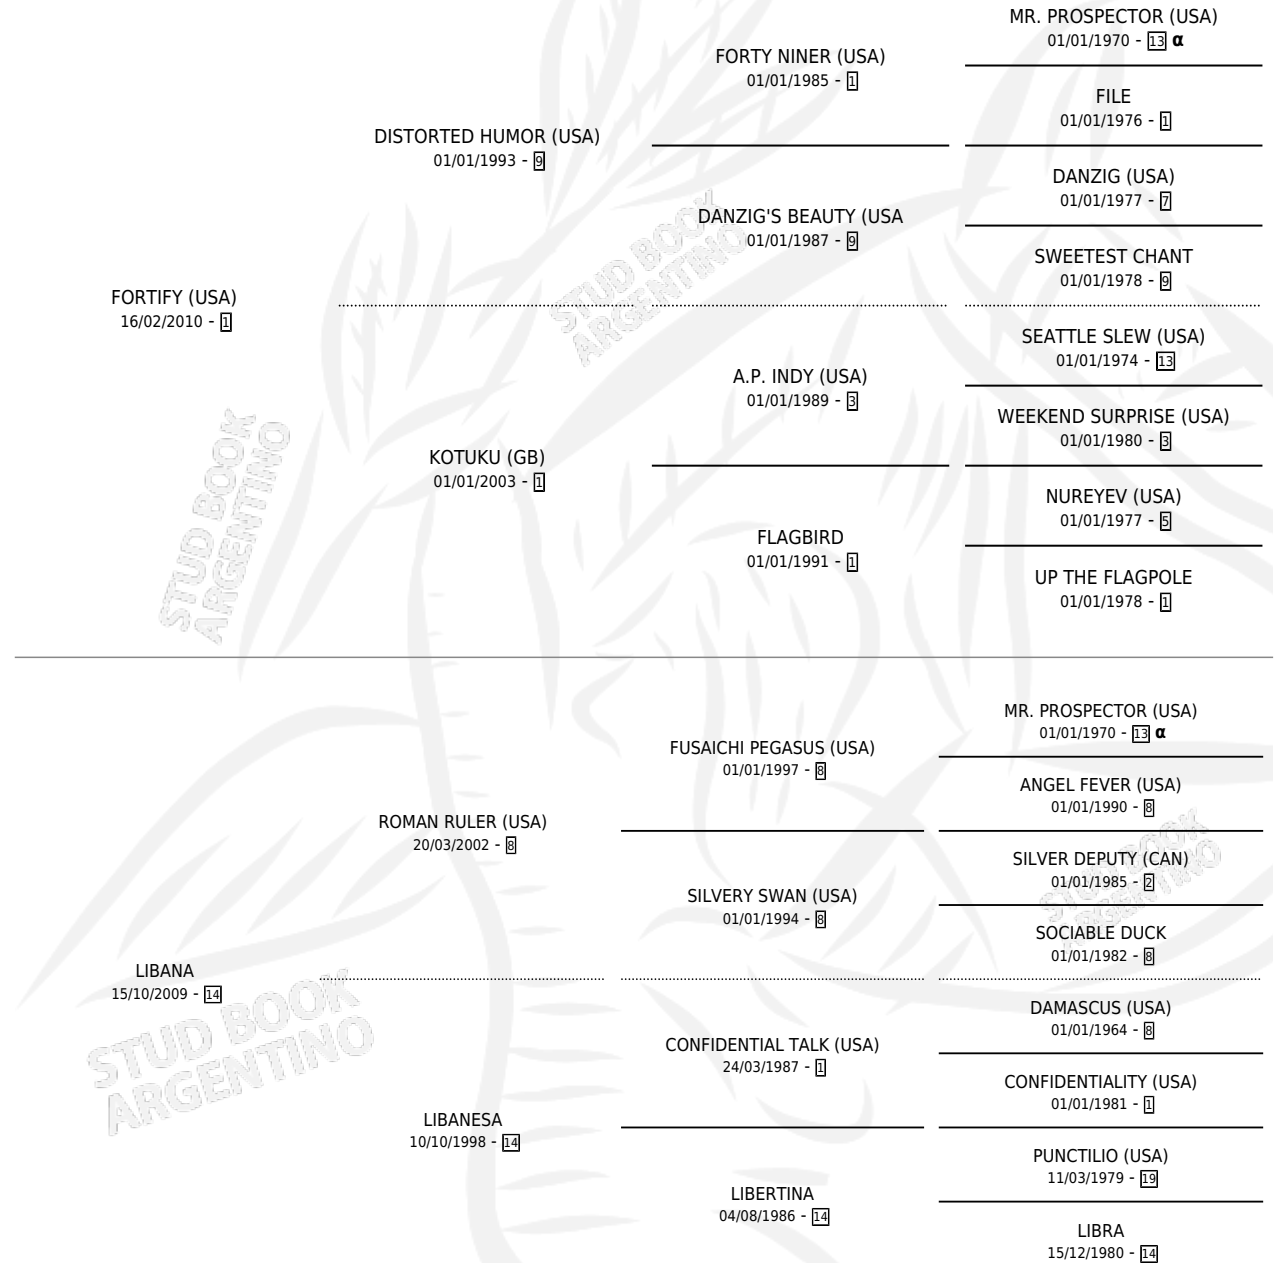 MR. PROSPECTOR (USA)
01/01/1970 - 13 α
FORTY NINER (USA)
01/01/1985 - 1
FILE
01/01/1976 - 1
DISTORTED HUMOR (USA)
01/01/1993 - 9
DANZIG (USA)
01/01/1977 - 7
DANZIG'S BEAUTY (USA
01/01/1987 - 9
SWEETEST CHANT
01/01/1978 - 9
FORTIFY (USA)
16/02/2010 - 1
SEATTLE SLEW (USA)
01/01/1974 - 13
A.P. INDY (USA)
01/01/1989 - 3
WEEKEND SURPRISE (USA)
01/01/1980 - 3
KOTUKU (GB)
01/01/2003 - 1
NUREYEV (USA)
01/01/1977 - 5
FLAGBIRD
01/01/1991 - 1
UP THE FLAGPOLE
01/01/1978 - 1
MR. PROSPECTOR (USA)
01/01/1970 - 13 α
FUSAICHI PEGASUS (USA)
01/01/1997 - 8
ANGEL FEVER (USA)
01/01/1990 - 8
ROMAN RULER (USA)
20/03/2002 - 8
SILVER DEPUTY (CAN)
01/01/1985 - 2
SILVERY SWAN (USA)
01/01/1994 - 8
SOCIABLE DUCK
01/01/1982 - 8
LIBANA
15/10/2009 - 14
DAMASCUS (USA)
01/01/1964 - 8
CONFIDENTIAL TALK (USA)
24/03/1987 - 1
CONFIDENTIALITY (USA)
01/01/1981 - 1
LIBANESA
10/10/1998 - 14
PUNCTILIO (USA)
11/03/1979 - 19
LIBERTINA
04/08/1986 - 14
LIBRA
15/12/1980 - 14
STUD BOOK
ARGENTINO
STUD BOOK
ARGENTINO
STUD BOOK
ARGENTINO
STUD BOOK
ARGENTINO